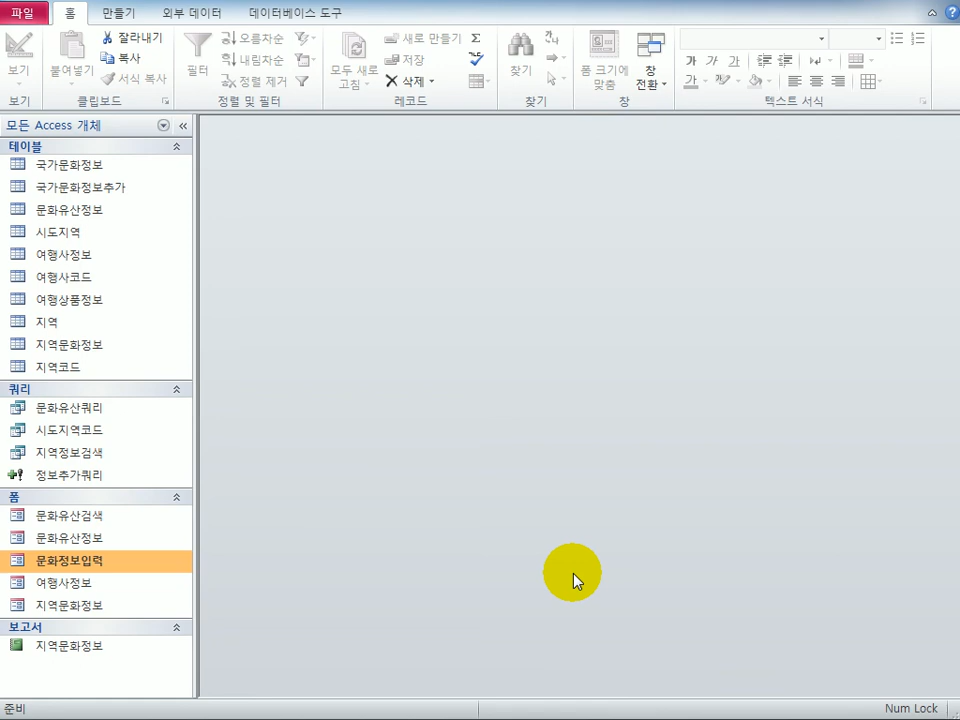 파일 홈 만들기 외부 데이터 데이터베이스 도구
보기
보기
붙여넣기
잘라내기
복사
서식 복사
클립보드
필터
오름차순
내림차순
정렬 제거
정렬 및 필터
모두 새로
고침
새로 만들기
저장
삭제
레코드
찾기
찾기
폼 크기에
맞춤
창
전환
창
가 가 가
가
텍스트 서식
모든 Access 개체
테이블
국가문화정보
국가문화정보추가
문화유산정보
시도지역
여행사정보
여행사코드
여행상품정보
지역
지역문화정보
지역코드
쿼리
문화유산쿼리
시도지역코드
지역정보검색
정보추가쿼리
폼
문화유산검색
문화유산정보
문화정보입력
여행사정보
지역문화정보
보고서
지역문화정보
준비
Num Lock